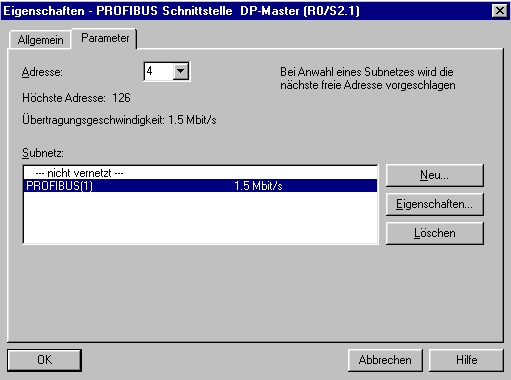 Eigenschaften - PROFIBUS Schnittstelle DP-Master (R0/S2.1)
Allgemein Parameter
Adresse: 4
Bei Anwahl eines Subnetzes wird die
nächste freie Adresse vorgeschlagen
Höchste Adresse: 126
Übertragungsgeschwindigkeit: 1.5 Mbit/s
Subnetz:
--- nicht vernetzt ---
PROFIBUS(1) 1.5 Mbit/s
Neu...
Eigenschaften...
Löschen
OK Abbrechen Hilfe